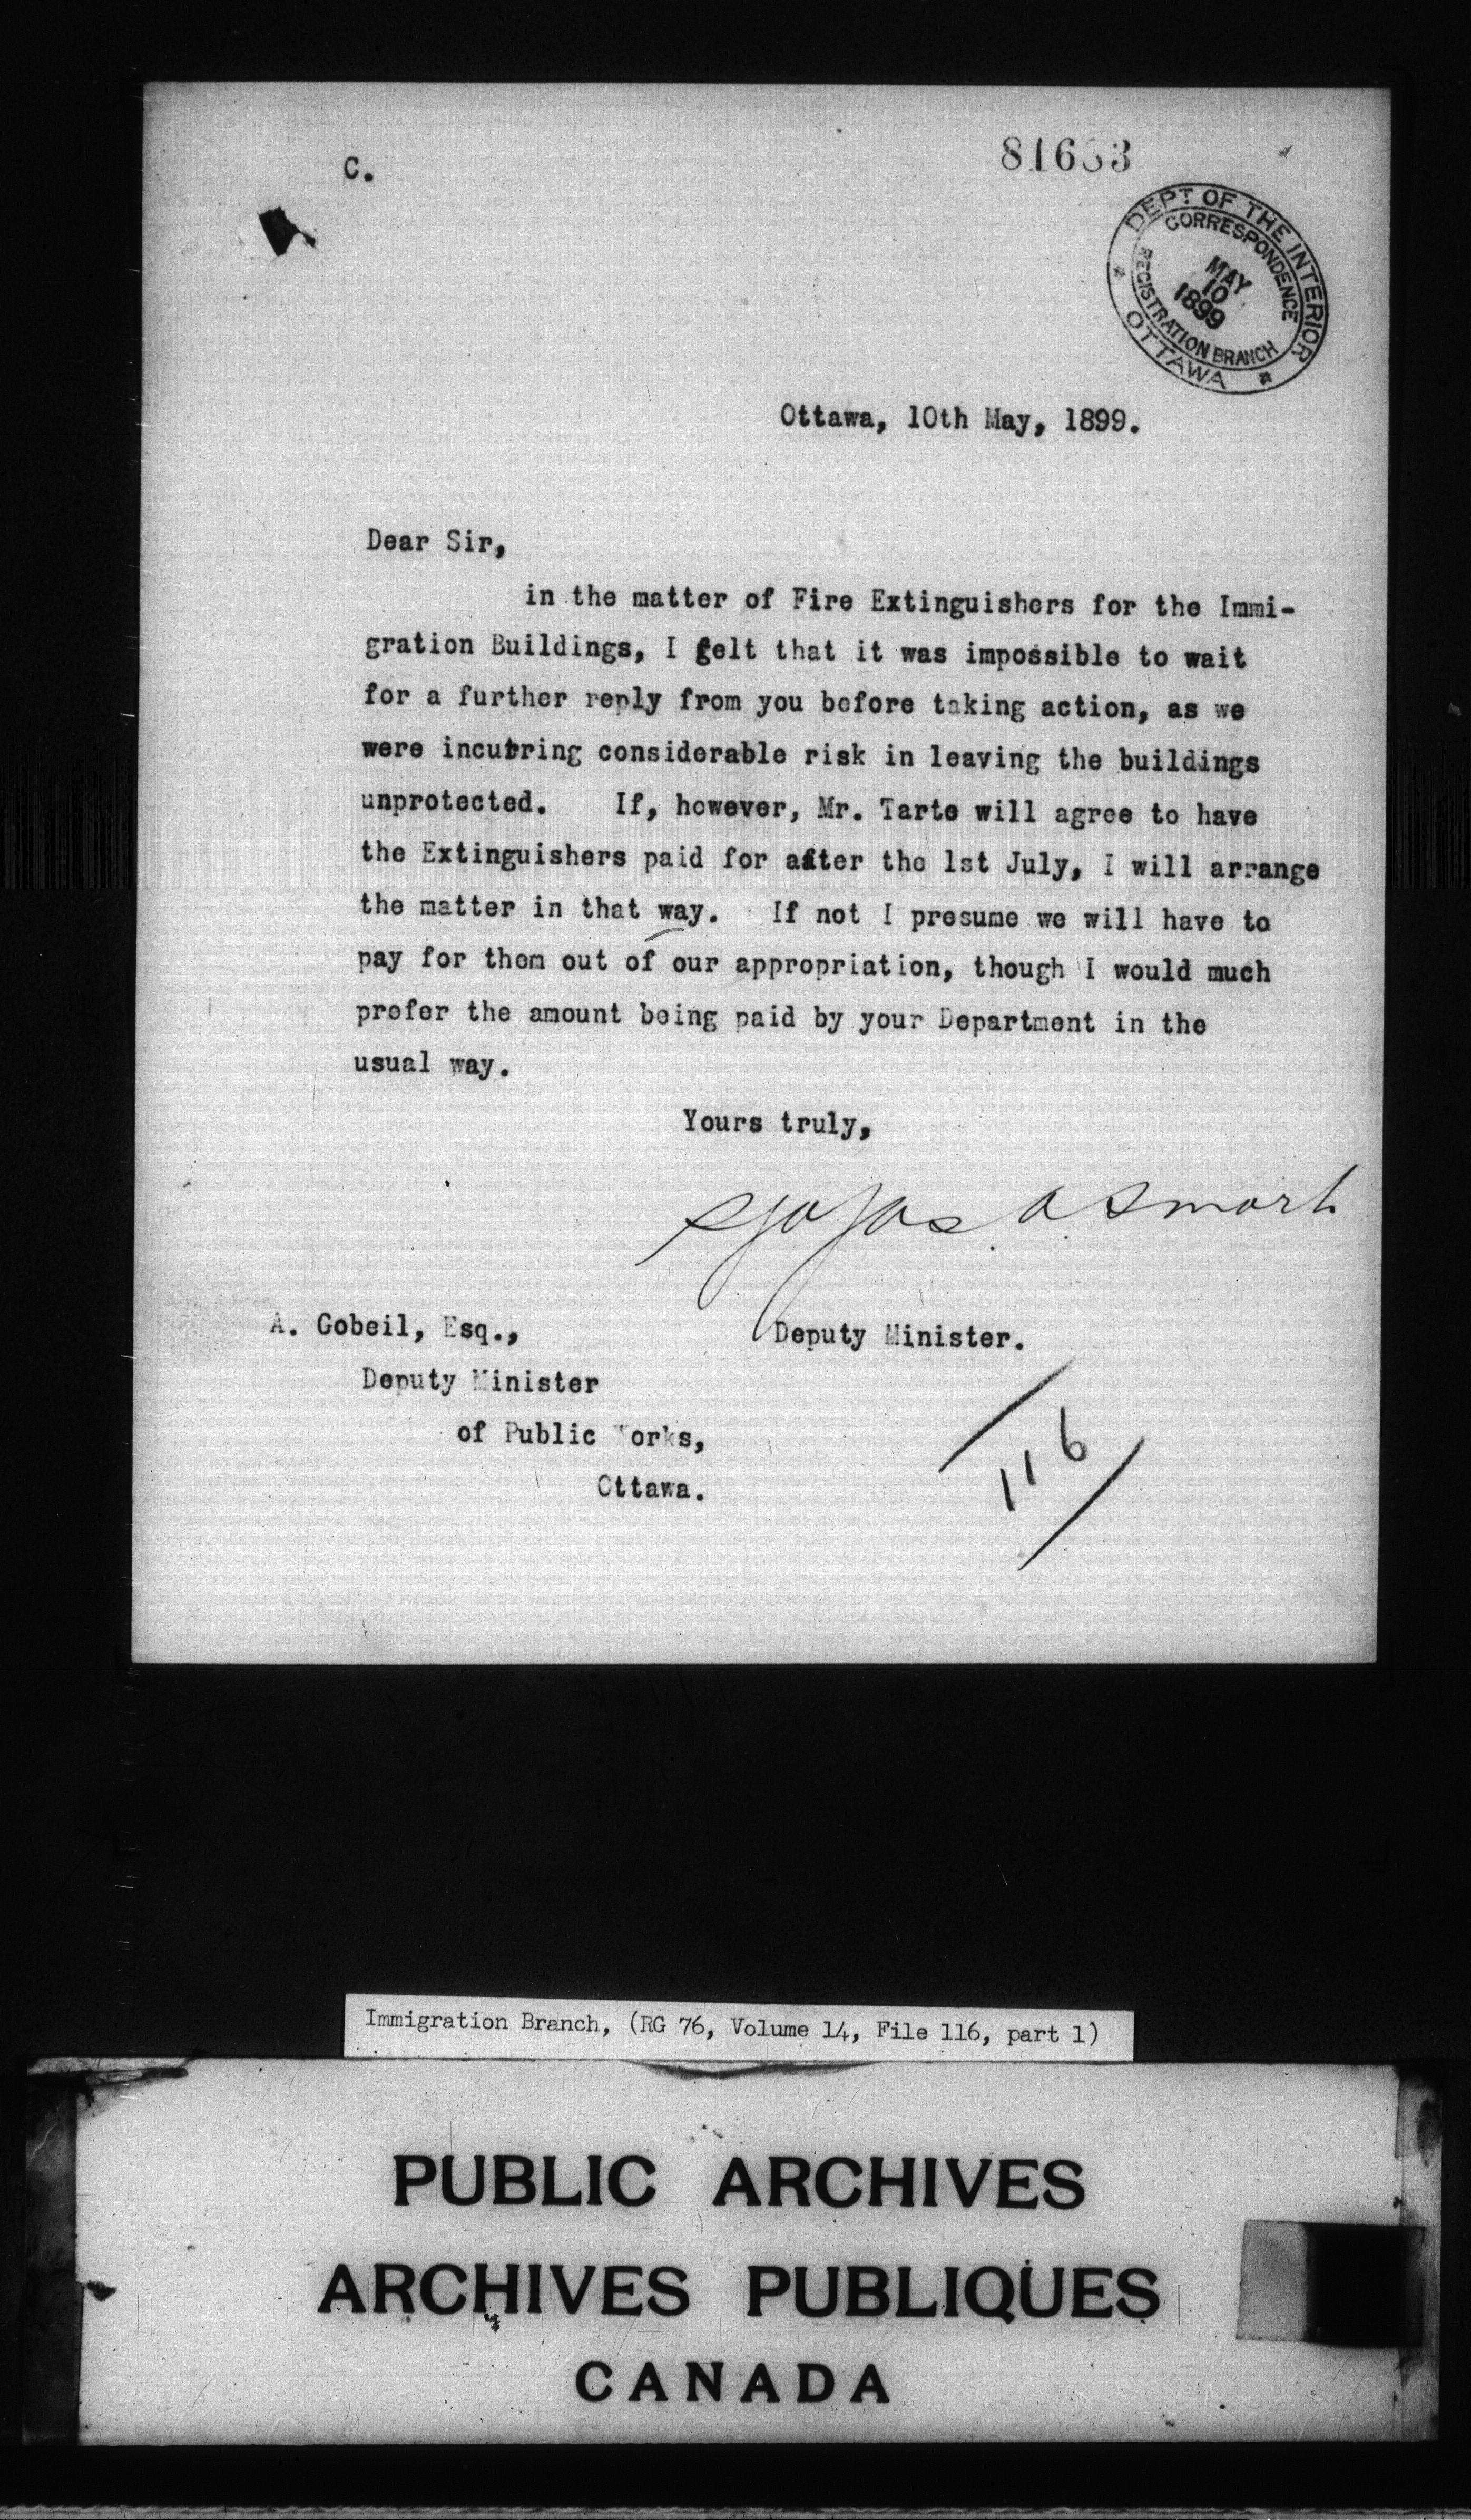 C.
81633
DEPT OF THE INTERIOR
CORRESPONDENCE
MAY
10
1899
REGISTRATION BRANCH
OTTAWA
Ottawa, 10th May, 1899.
Dear Sir,
in the matter of Fire Extinguishers for the Immi-
gration Buildings, I felt that it was impossible to wait
for a further reply from you before taking action, as we
were incurring considerable risk in leaving the buildings
unprotected. If, however, Mr. Tarte will agree to have
the Extinguishers paid for after the 1st July, I will arrange
the matter in that way. If not I presume we will have to
pay for them out of our appropriation, though I would much
prefer the amount being paid by your Department in the
usual way.
Yours truly,
Sgd Jas. A. Smart
A. Gobeil, Esq.,
Deputy Minister.
Deputy Minister
of Public Works,
Ottawa.
116
Immigration Branch, (RG 76, Volume 14, File 116, part 1)
PUBLIC ARCHIVES
ARCHIVES PUBLIQUES
CANADA